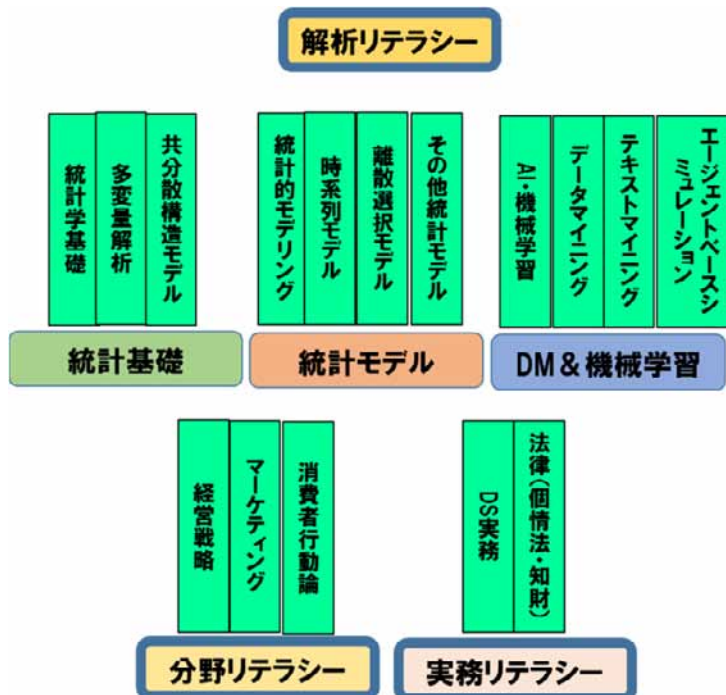 解析リテラシー
統計学基礎
多変量解析
共分散構造モデル
統計基礎
統計的モデリング
時系列モデル
離散選択モデル
その他統計モデル
統計モデル
AI・機械学習
データマイニング
テキストマイニング
エージェントベースシ
ミュレーション
DM&機械学習
経営戦略
マーケティング
消費者行動論
分野リテラシー
DS実務
法律(個情法・知財)
実務リテラシー